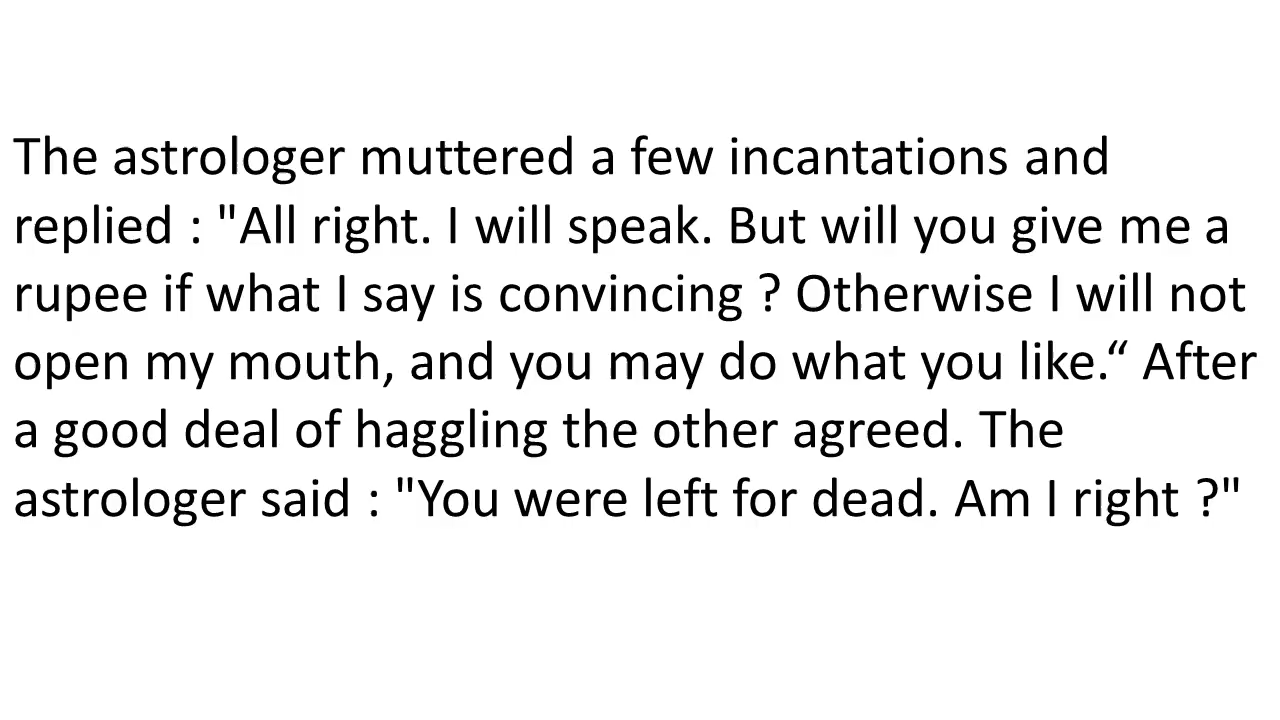 The astrologer muttered a few incantations and
replied : "All right. I will speak. But will you give me a
rupee if what I say is convincing ? Otherwise I will not
open my mouth, and you may do what you like.“ After
a good deal of haggling the other agreed. The
astrologer said : "You were left for dead. Am I right ?"